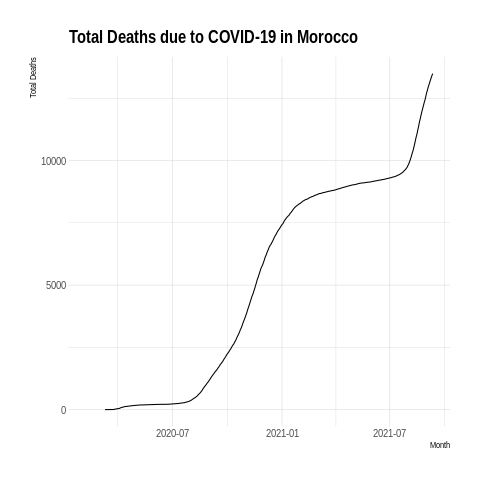 Total Deaths due to COVID-19 in Morocco
Total Deaths
10000
5000
0
2020-07
2021-01
2021-07
Month